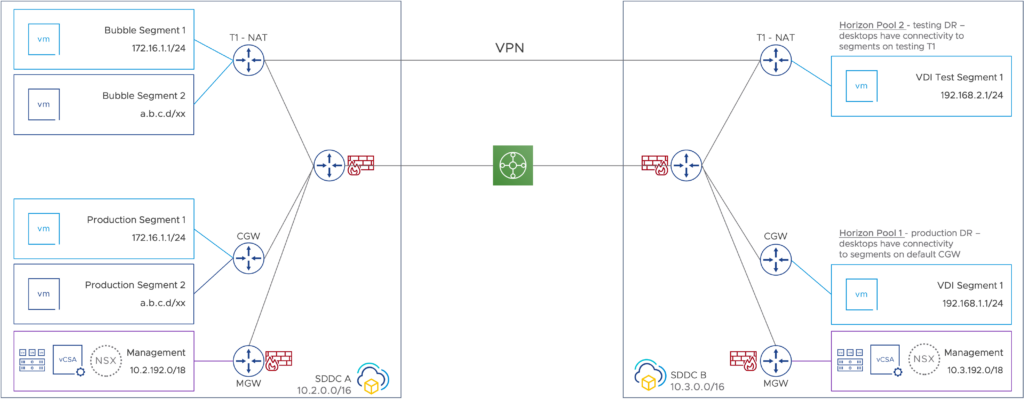 Bubble Segment 1
172.16.1.1/24
vm
Bubble Segment 2
a.b.c.d/xx
vm
T1 - NAT
VPN
T1 - NAT
Horizon Pool 2 - testing DR –
desktops have connectivity to
segments on testing T1
vm
VDI Test Segment 1
192.168.2.1/24
Production Segment 1
172.16.1.1/24
vm
Production Segment 2
a.b.c.d/xx
vm
CGW
CGW
Horizon Pool 1 - production DR –
desktops have connectivity
to segments on default CGW
vm
VDI Segment 1
192.168.1.1/24
vCSA
NSX
Management
10.2.192.0/18
MGW
SDDC A
10.2.0.0/16
SDDC B
10.3.0.0/16
MGW
vCSA
NSX
Management
10.3.192.0/18